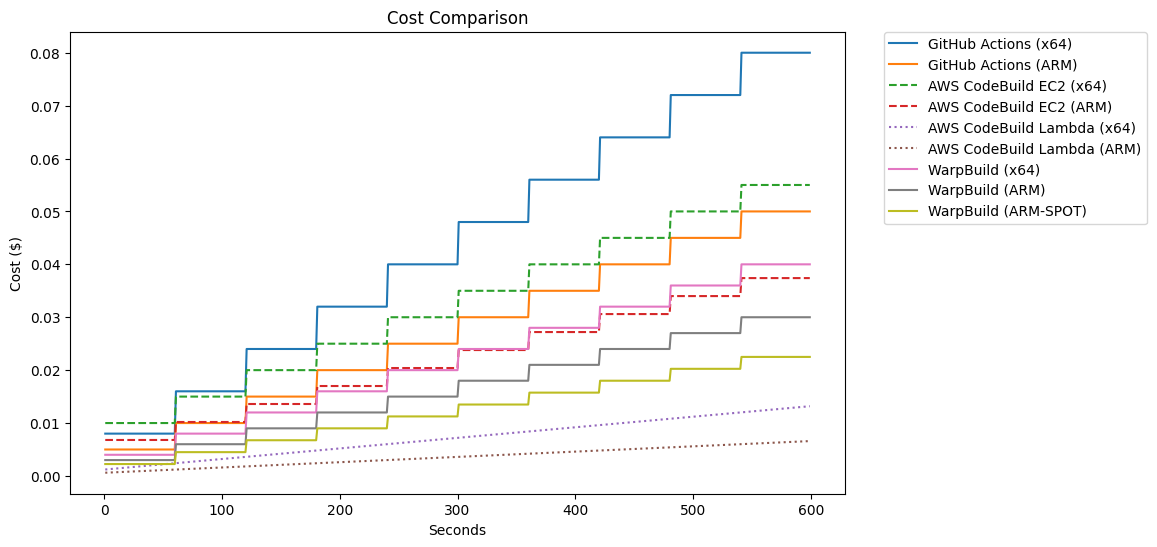 Cost Comparison
Cost ($)
0.08
0.07
0.06
0.05
0.04
0.03
0.02
0.01
0.00
0 100 200 300 400 500 600
Seconds
GitHub Actions (x64)
GitHub Actions (ARM)
AWS CodeBuild EC2 (x64)
AWS CodeBuild EC2 (ARM)
AWS CodeBuild Lambda (x64)
AWS CodeBuild Lambda (ARM)
WarpBuild (x64)
WarpBuild (ARM)
WarpBuild (ARM-SPOT)